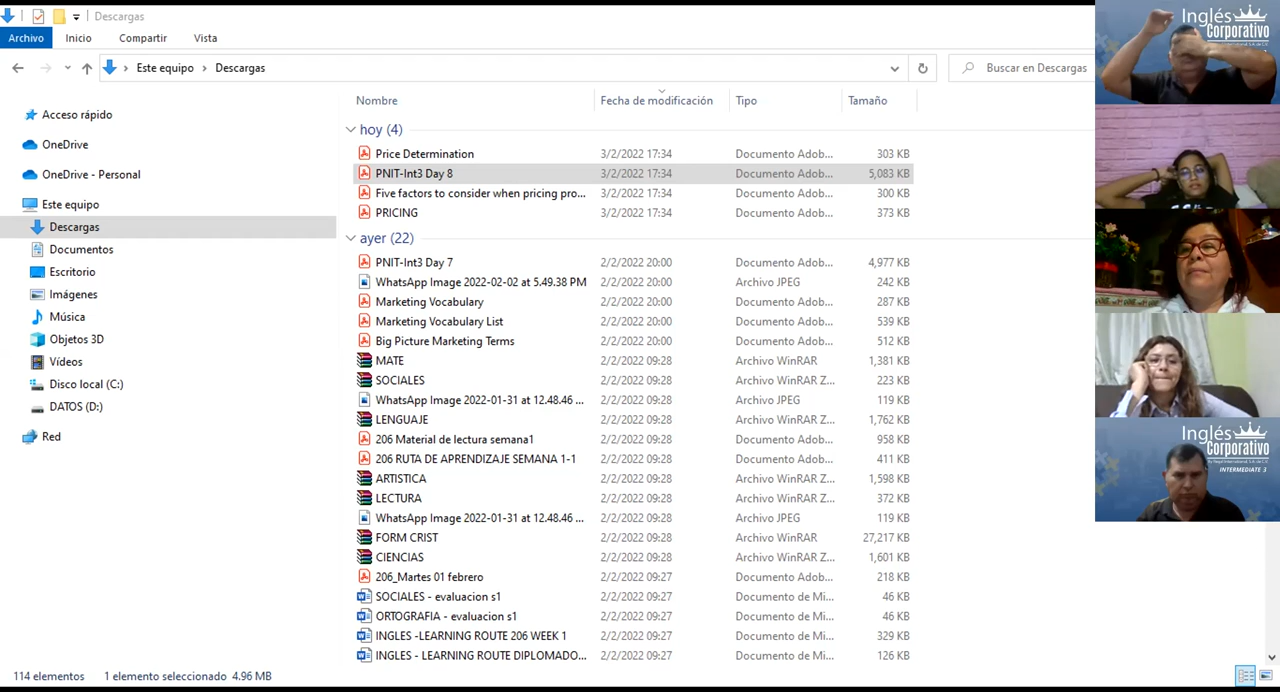 Descargas
Archivo Inicio Compartir Vista
Este equipo Descargas
Buscar en Descargas
Acceso rápido
OneDrive
OneDrive - Personal
Este equipo
Descargas
Documentos
Escritorio
Imágenes
Música
Objetos 3D
Vídeos
Disco local (C:)
DATOS (D:)
Red
Nombre Fecha de modificación Tipo Tamaño
hoy (4)
Price Determination 3/2/2022 17:34 Documento Adob... 303 KB
PNIT-Int3 Day 8 3/2/2022 17:34 Documento Adob... 5,083 KB
Five factors to consider when pricing pro... 3/2/2022 17:34 Documento Adob... 300 KB
PRICING 3/2/2022 17:34 Documento Adob... 373 KB
ayer (22)
PNIT-Int3 Day 7 2/2/2022 20:00 Documento Adob... 4,977 KB
WhatsApp Image 2022-02-02 at 5.49.38 PM 2/2/2022 20:00 Archivo JPEG 242 KB
Marketing Vocabulary 2/2/2022 20:00 Documento Adob... 287 KB
Marketing Vocabulary List 2/2/2022 20:00 Documento Adob... 539 KB
Big Picture Marketing Terms 2/2/2022 20:00 Documento Adob... 512 KB
MATE 2/2/2022 09:28 Archivo WinRAR 1,381 KB
SOCIALES 2/2/2022 09:28 Archivo WinRAR Z... 223 KB
WhatsApp Image 2022-01-31 at 12.48.46 ... 2/2/2022 09:28 Archivo JPEG 119 KB
LENGUAJE 2/2/2022 09:28 Archivo WinRAR Z... 1,762 KB
206 Material de lectura semana1 2/2/2022 09:28 Documento Adob... 958 KB
206 RUTA DE APRENDIZAJE SEMANA 1-1 2/2/2022 09:28 Documento Adob... 411 KB
ARTISTICA 2/2/2022 09:28 Archivo WinRAR Z... 1,598 KB
LECTURA 2/2/2022 09:28 Archivo WinRAR Z... 372 KB
WhatsApp Image 2022-01-31 at 12.48.46 ... 2/2/2022 09:28 Archivo JPEG 119 KB
FORM CRIST 2/2/2022 09:28 Archivo WinRAR 27,217 KB
CIENCIAS 2/2/2022 09:28 Archivo WinRAR Z... 1,601 KB
206_Martes 01 febrero 2/2/2022 09:27 Documento Adob... 218 KB
SOCIALES - evaluacion s1 2/2/2022 09:27 Documento de Mi... 46 KB
ORTOGRAFIA - evaluacion s1 2/2/2022 09:27 Documento de Mi... 46 KB
INGLES -LEARNING ROUTE 206 WEEK 1 2/2/2022 09:27 Documento de Mi... 329 KB
INGLES - LEARNING ROUTE DIPLOMADO... 2/2/2022 09:27 Documento de Mi... 126 KB
114 elementos 1 elemento seleccionado 4.96 MB
Inglés
Corporativo
Inglés
Corporativo
INTERMEDIATE 3